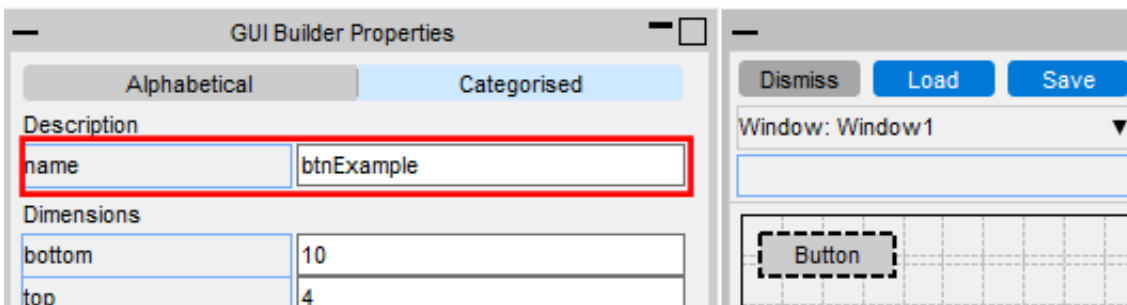 GUI Builder Properties
Alphabetical Categorised
Description
name btnExample
Dimensions
bottom 10
top 4
Dismiss Load Save
Window: Window1
Button